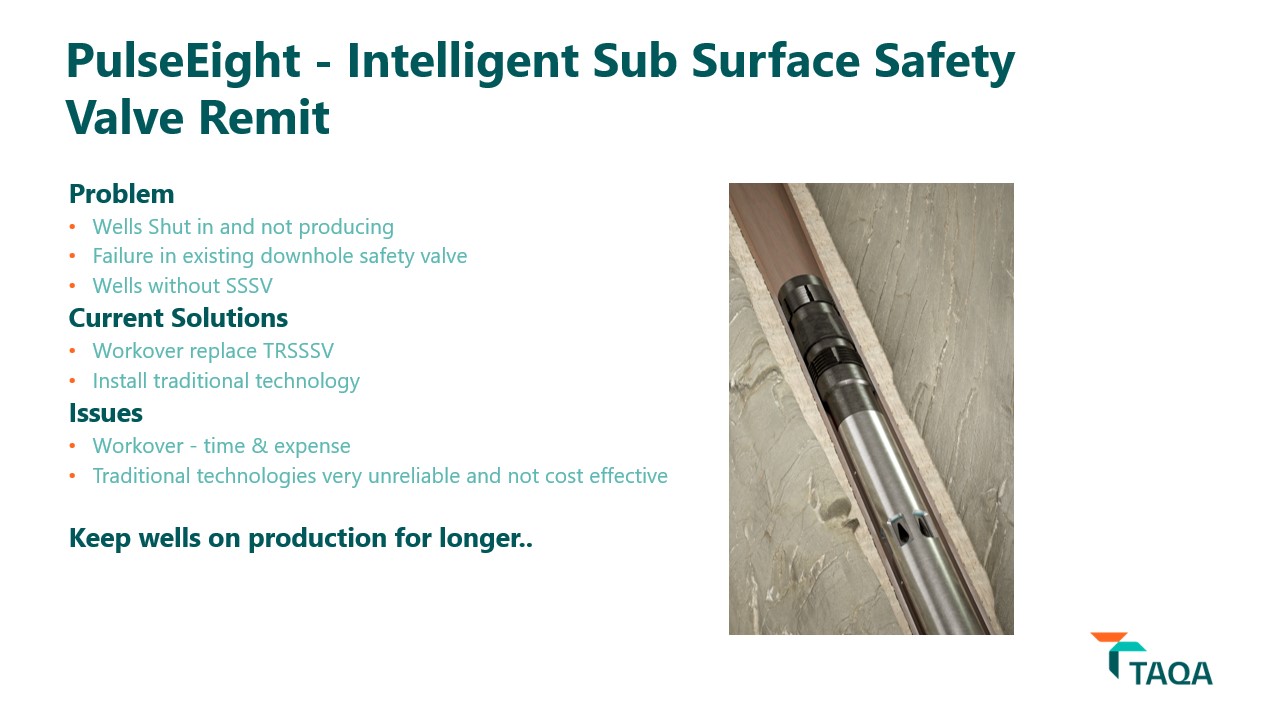 PulseEight - Intelligent Sub Surface Safety
Valve Remit
Problem
• Wells Shut in and not producing
• Failure in existing downhole safety valve
• Wells without SSSV
Current Solutions
• Workover replace TRSSSV
• Install traditional technology
Issues
• Workover - time & expense
• Traditional technologies very unreliable and not cost effective
Keep wells on production for longer..
TAQA